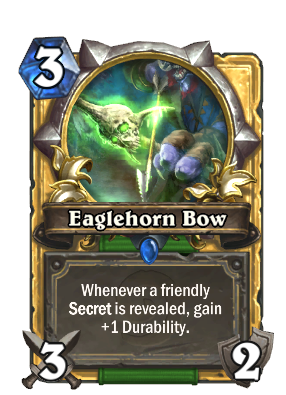 3
Eaglehorn Bow
Whenever a friendly
Secret is revealed, gain
+1 Durability.
3
2